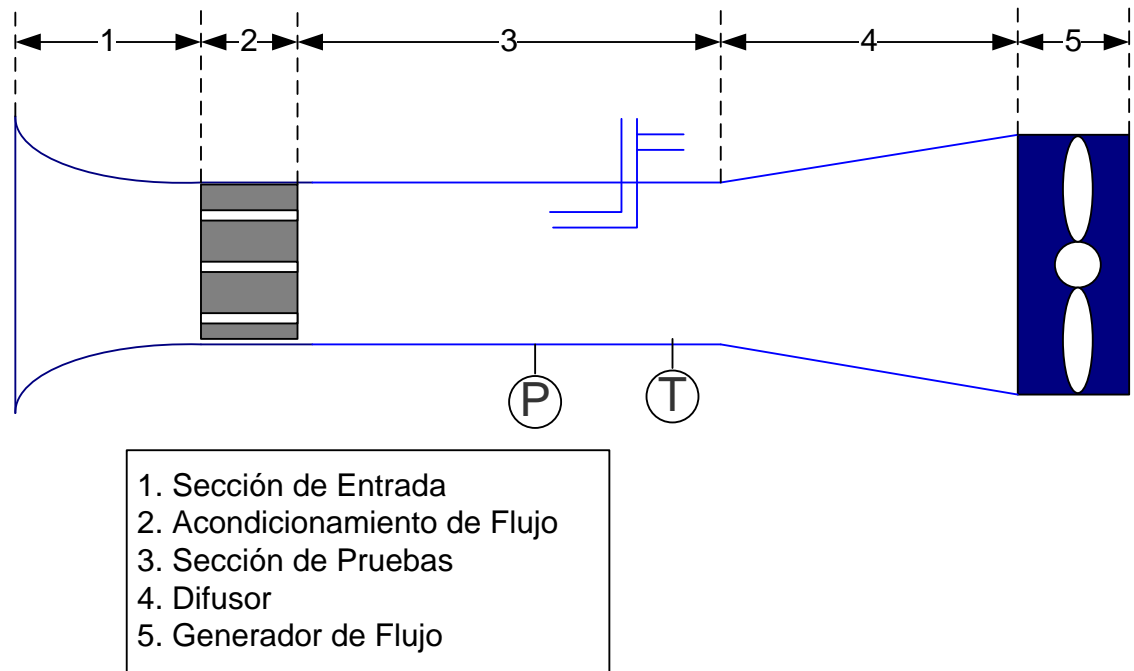 1 2 3 4 5
P T
1. Sección de Entrada
2. Acondicionamiento de Flujo
3. Sección de Pruebas
4. Difusor
5. Generador de Flujo